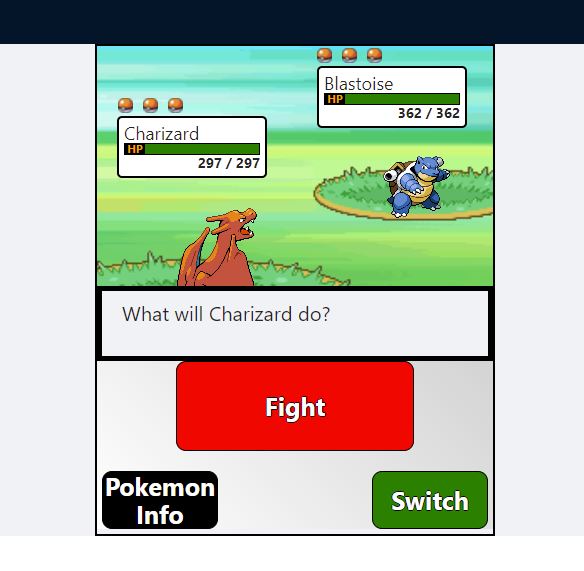 Blastoise
HP
362 / 362
Charizard
HP
297 / 297
What will Charizard do?
Fight
Pokemon
Info
Switch